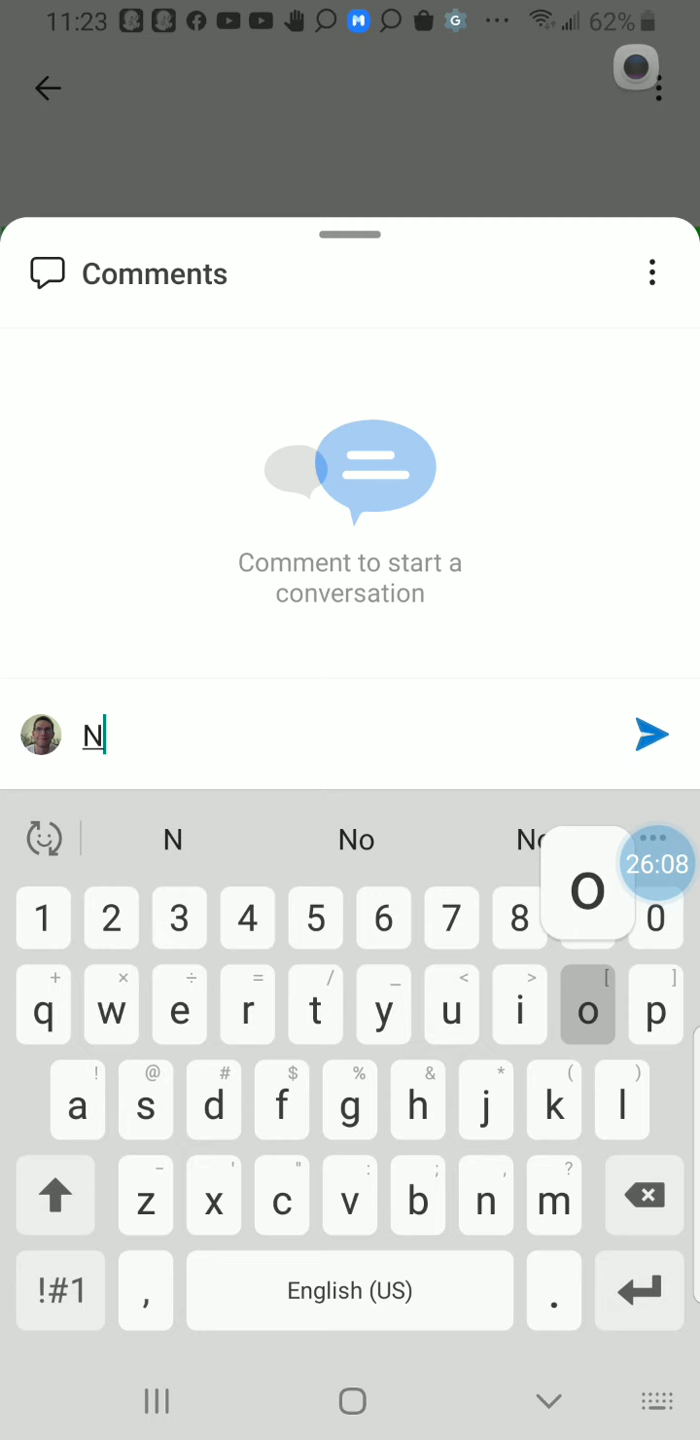 11:23 G ... 62%
Comments
Comment to start a
conversation
N
N No
o
26:08
1 2 3 4 5 6 7 8 0
+ × ÷ = / _ < > [ ]
q w e r t y u i o p
! @ # $ % & * ( )
a s d f g h j k l
- ' " : ; , ?
z x c v b n m
!#1 , English (US) .